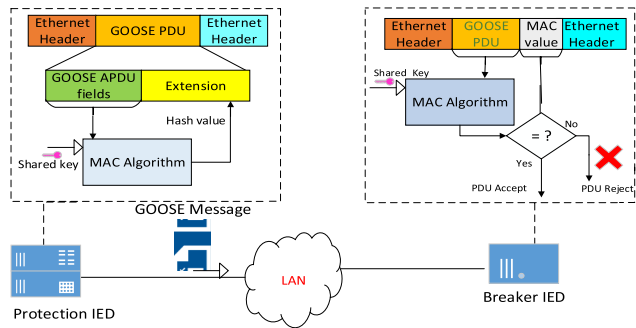 Ethernet Header
GOOSE PDU
Ethernet Header
GOOSE APDU fields
Extension
Hash value
Shared key
MAC Algorithm
GOOSE Message
Protection IED
LAN
Ethernet Header
GOOSE PDU
MAC value
Ethernet Header
Shared Key
MAC Algorithm
= ?
No
Yes
PDU Accept
PDU Reject
Breaker IED